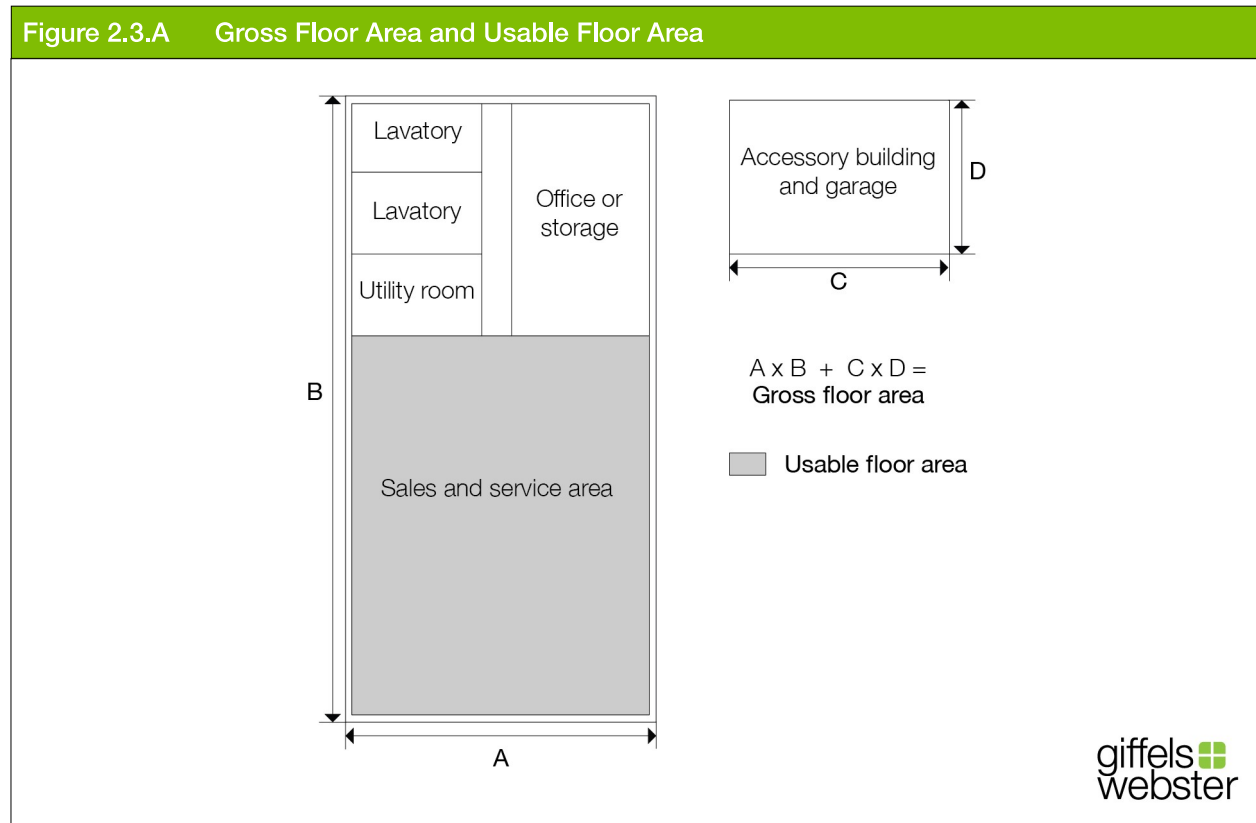 Figure 2.3.A Gross Floor Area and Usable Floor Area
Lavatory
Lavatory
Utility room
Office or
storage
Sales and service area
B
A
Accessory building
and garage
D
C
A x B + C x D =
Gross floor area
Usable floor area
giffels
webster